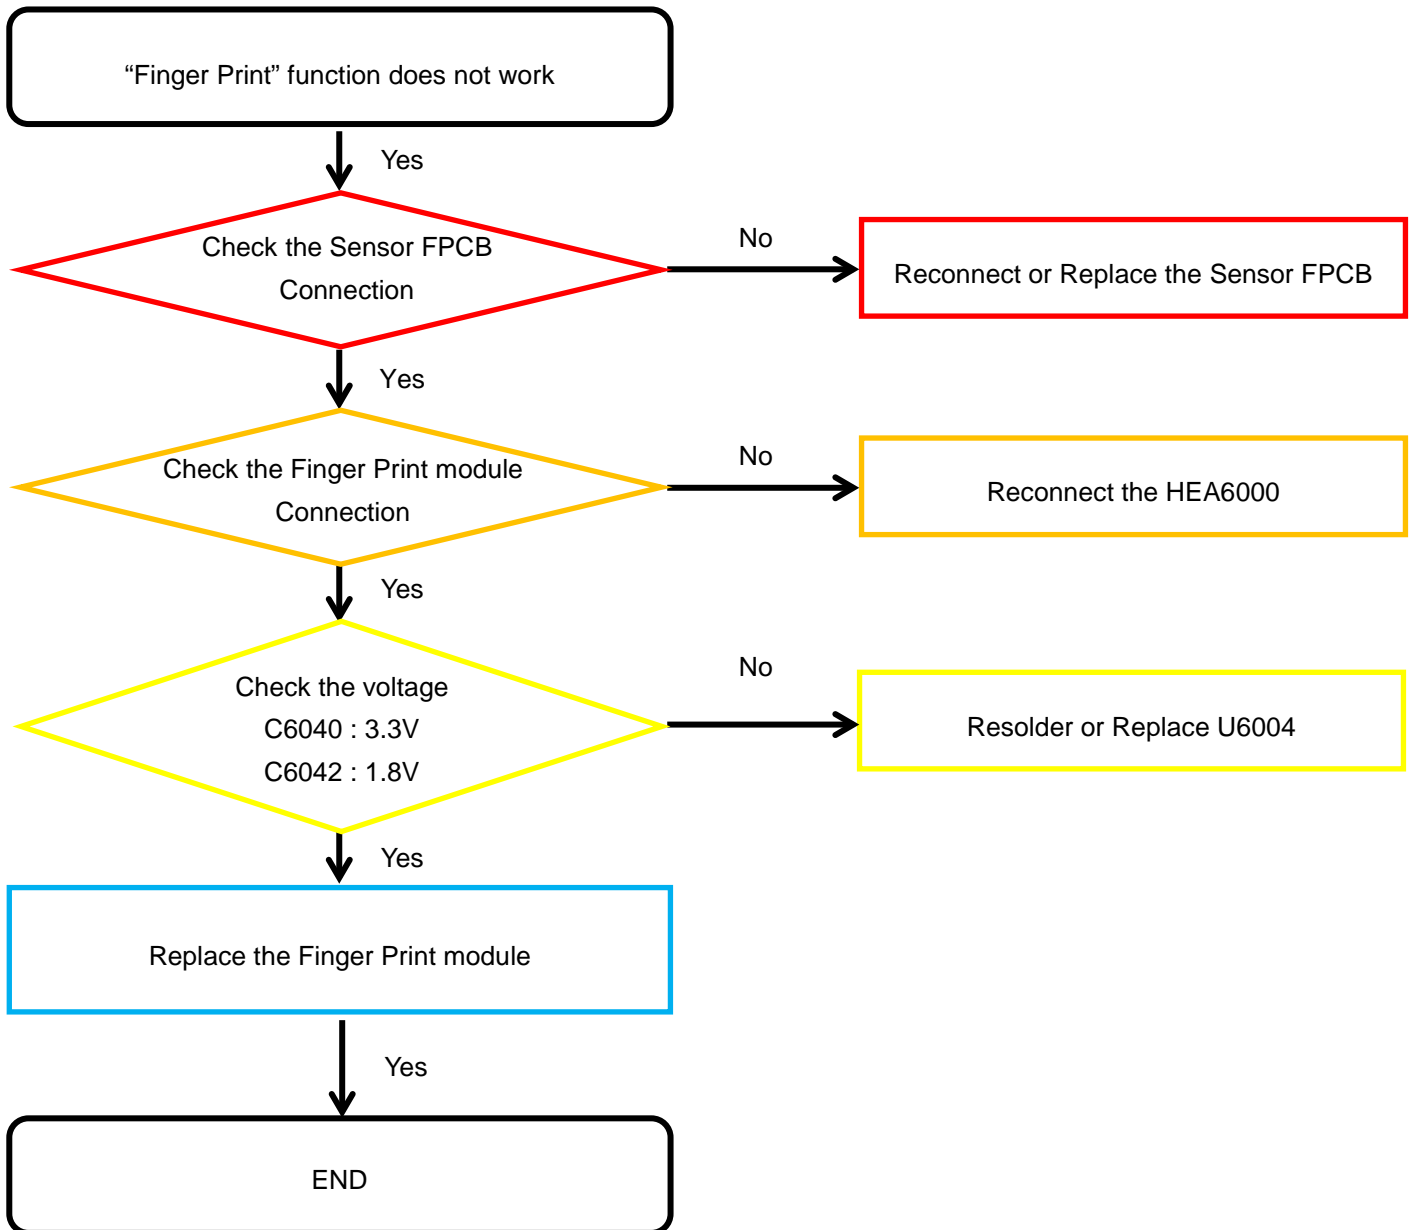 “Finger Print” function does not work
Yes
Check the Sensor FPCB
Connection
No
Reconnect or Replace the Sensor FPCB
Yes
Check the Finger Print module
Connection
No
Reconnect the HEA6000
Yes
Check the voltage
C6040 : 3.3V
C6042 : 1.8V
No
Resolder or Replace U6004
Yes
Replace the Finger Print module
Yes
END